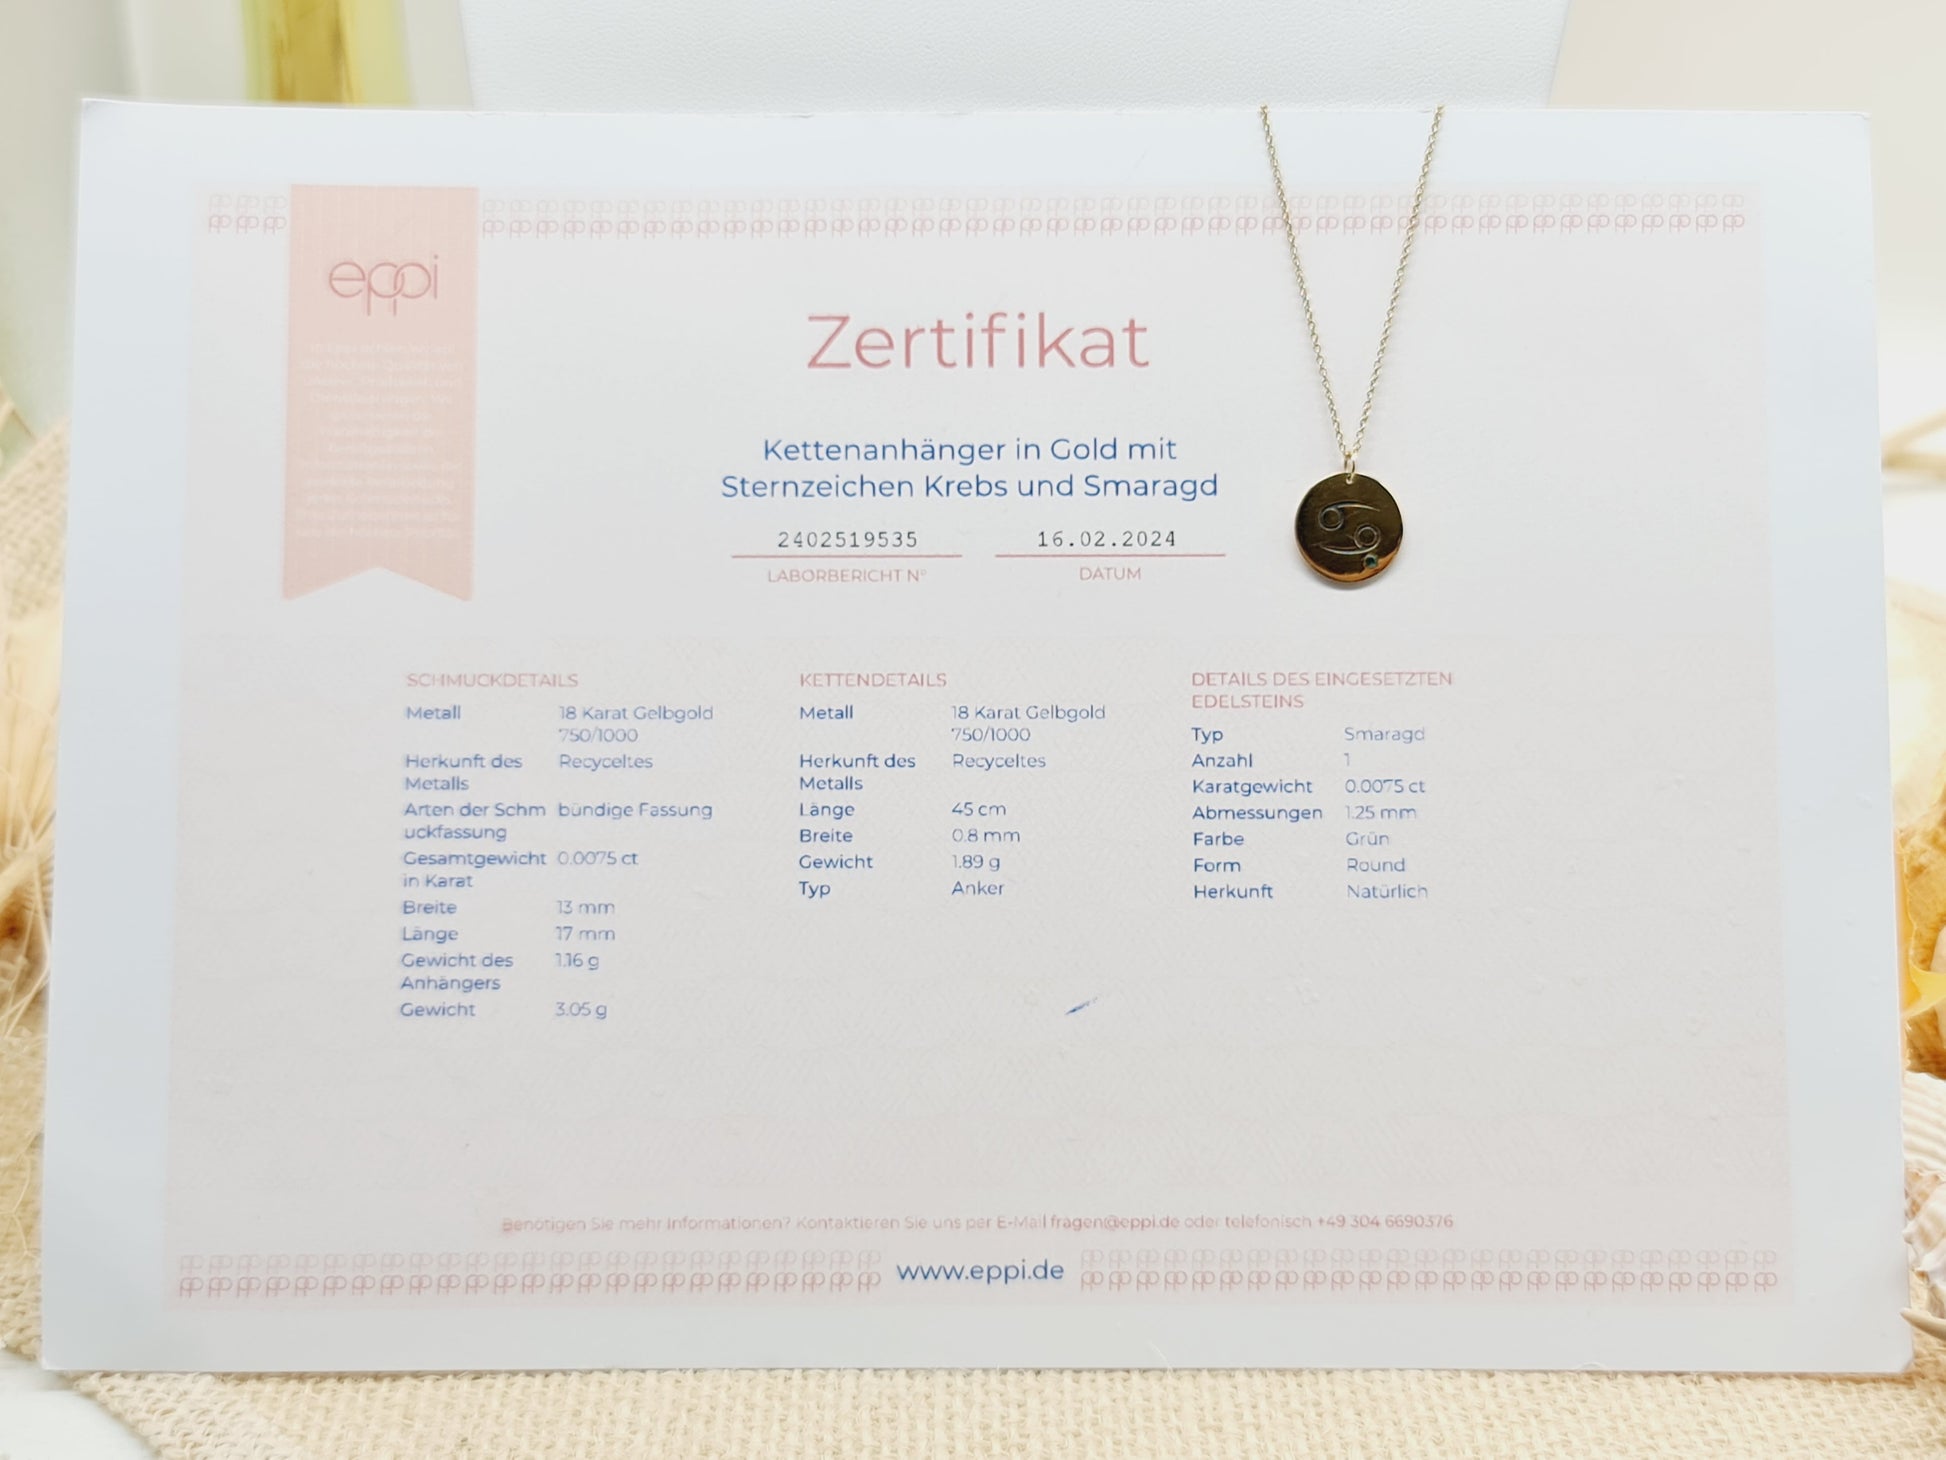 eppi
Zertifikat
Kettenanhänger in Gold mit
Sternzeichen Krebs und Smaragd
2402519535
16.02.2024
LABORBERICHT N°
DATUM
SCHMUCKDETAILS
Metall 18 Karat Gelbgold
750/1000
Herkunft des Recyceltes
Metalls
Arten der Schm bündige Fassung
uckfassung
Gesamtgewicht 0.0075 ct
in Karat
Breite 13 mm
Länge 17 mm
Gewicht des 1.16 g
Anhängers
Gewicht 3.05 g
KETTENDETAILS
Metall 18 Karat Gelbgold
750/1000
Herkunft des Recyceltes
Metalls
Länge 45 cm
Breite 0.8 mm
Gewicht 1.89 g
Typ Anker
DETAILS DES EINGESETZTEN
EDELSTEINS
Typ Smaragd
Anzahl 1
Karatgewicht 0.0075 ct
Abmessungen 1.25 mm
Farbe Grün
Form Round
Herkunft Natürlich
Benötigen Sie mehr Informationen? Kontaktieren Sie uns per E-Mail fragen@eppi.de oder telefonisch +49 304 6690376
www.eppi.de